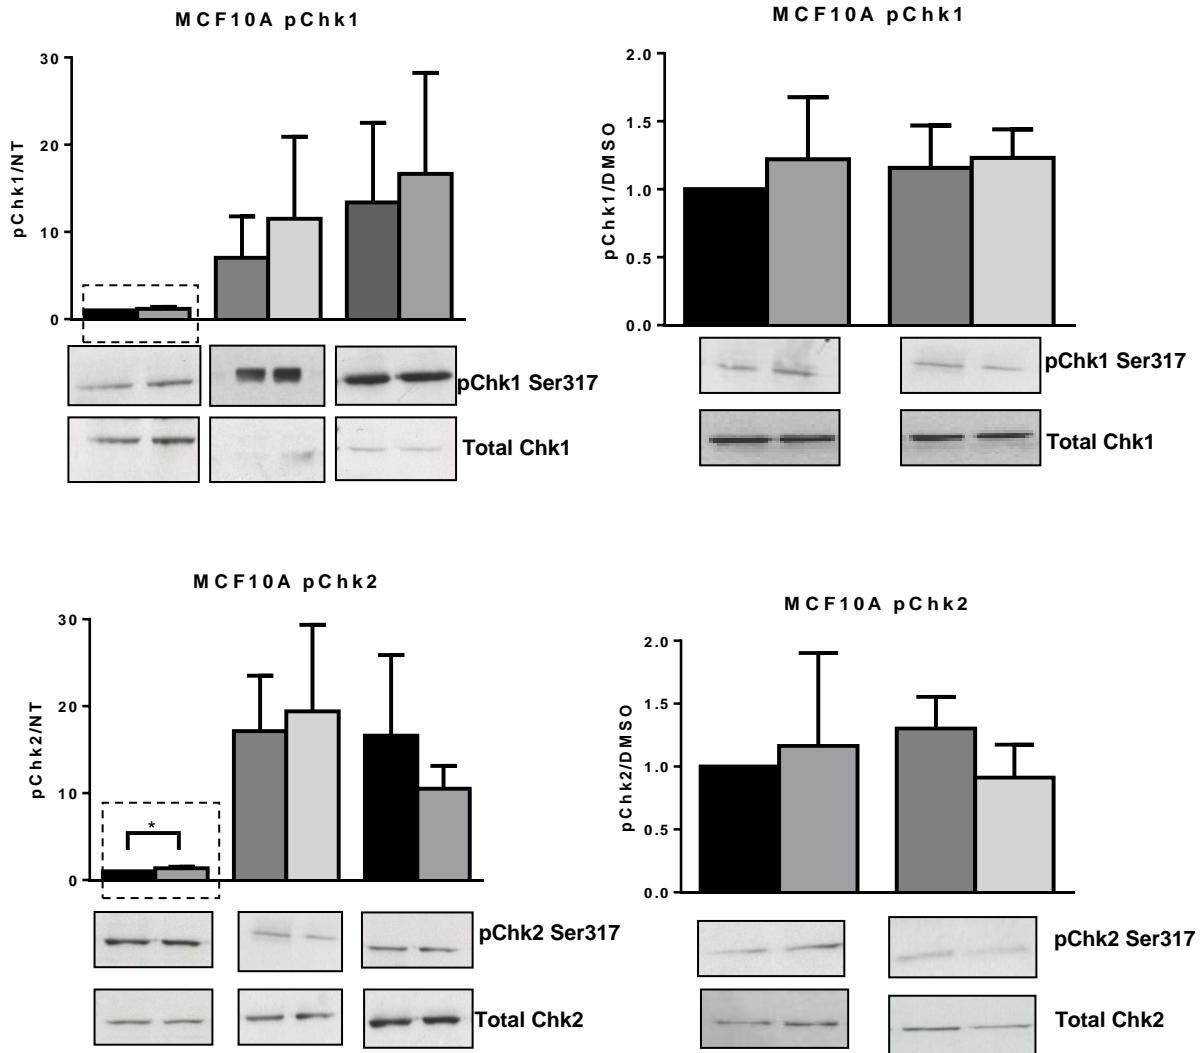 MCF10A pChk1
30
20
10
0
pChk1/NT
pChk1 Ser317
Total Chk1
MCF10A pChk1
2.0
1.5
1.0
0.5
0.0
pChk1/DMSO
pChk1 Ser317
Total Chk1
MCF10A pChk2
30
20
10
0
pChk2/NT
*
pChk2 Ser317
Total Chk2
MCF10A pChk2
2.0
1.5
1.0
0.5
0.0
pChk2/DMSO
pChk2 Ser317
Total Chk2